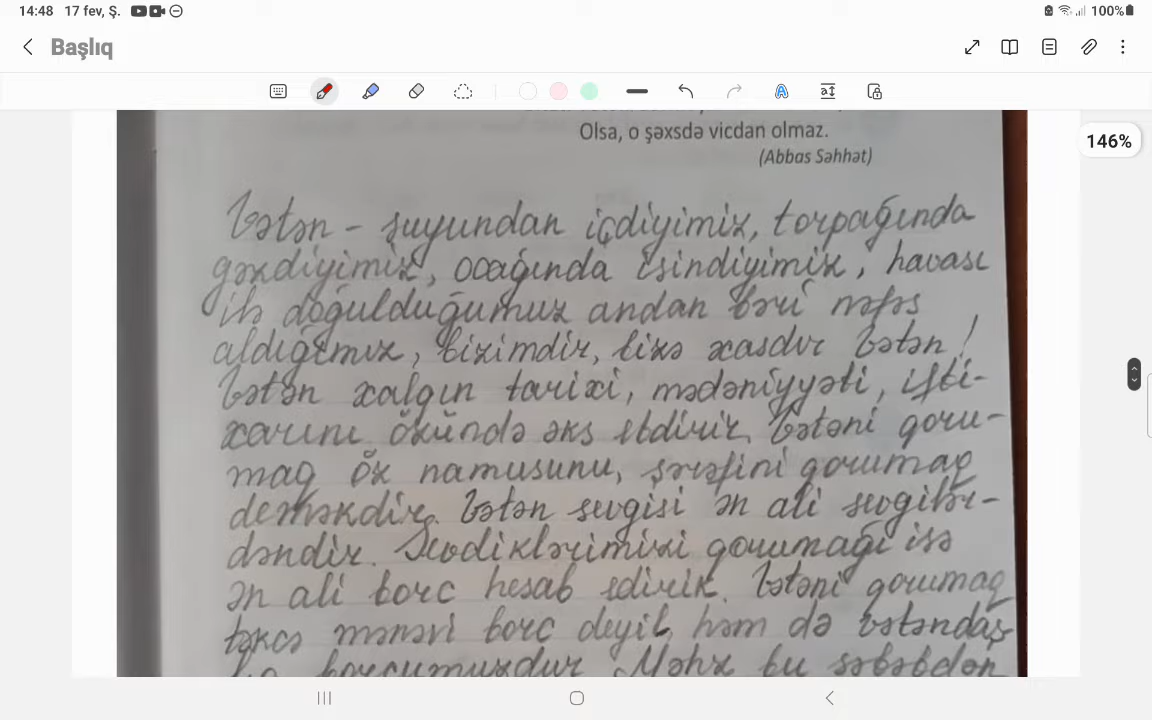 14:48 17 fev, Ş.
100%
Başlıq
146%
Olsa, o şəxsdə vicdan olmaz.
(Abbas Səhhət)
Vətən - suyundan içdiyimiz, torpağında
gəzdiyimiz, ocağında isindiyimiz, havası
ilə doğulduğumuz andan bəri nəfəs
aldığımız, bizimdir, bizə xasdır Vətən!
Vətən xalqın tarixi, mədəniyyəti, ifti-
xarını özündə əks etdirir. Vətəni qoru-
maq öz namusunu, şərəfini qorumaq
deməkdir. Vətən sevgisi ən ali sevgilər-
dəndir. Sevdiklərimizi qorumağı isə
ən ali borc hesab edirik. Vətəni qorumaq
təkcə mənəvi borc deyil, həm də vətəndaş-
borcumuzdur. Məhz bu səbəbdən